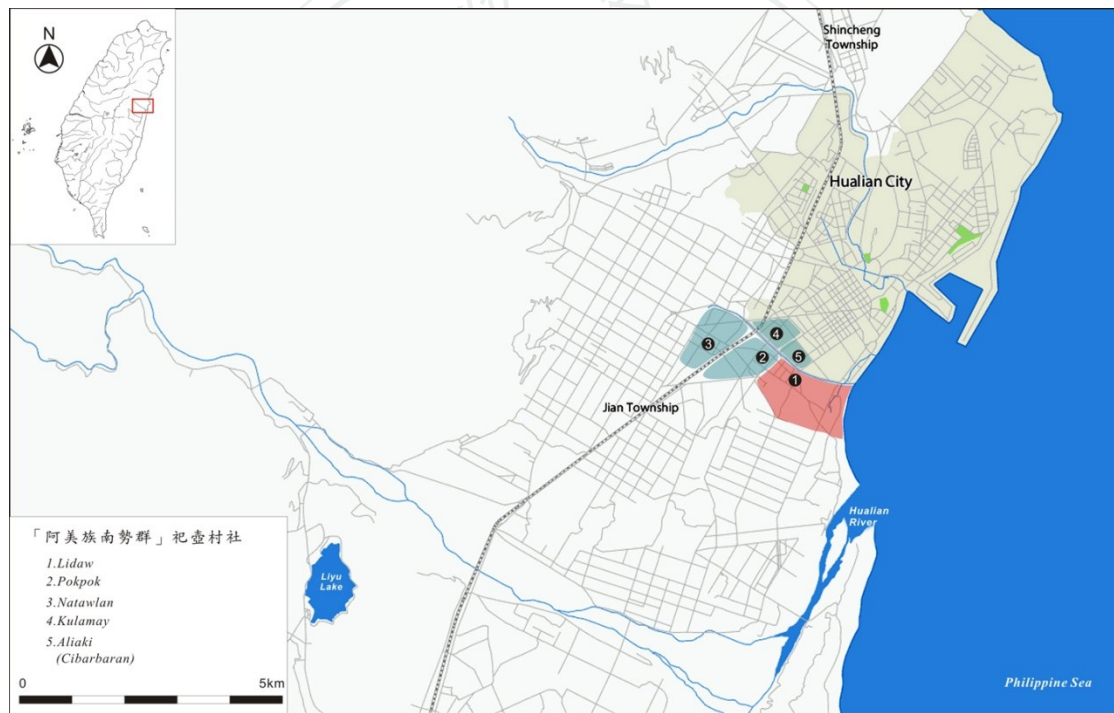 N
Shincheng
Township
Hualian City
3
4
2
5
1
Jian Township
Hualian
River
「阿美族南勢群」祀壺村社
1.Lidaw
2.Pokpok
3.Natawlan
4.Kulamay
5.Aliaki
(Cibarbaran)
Liyu
Lake
0 5km
Philippine Sea